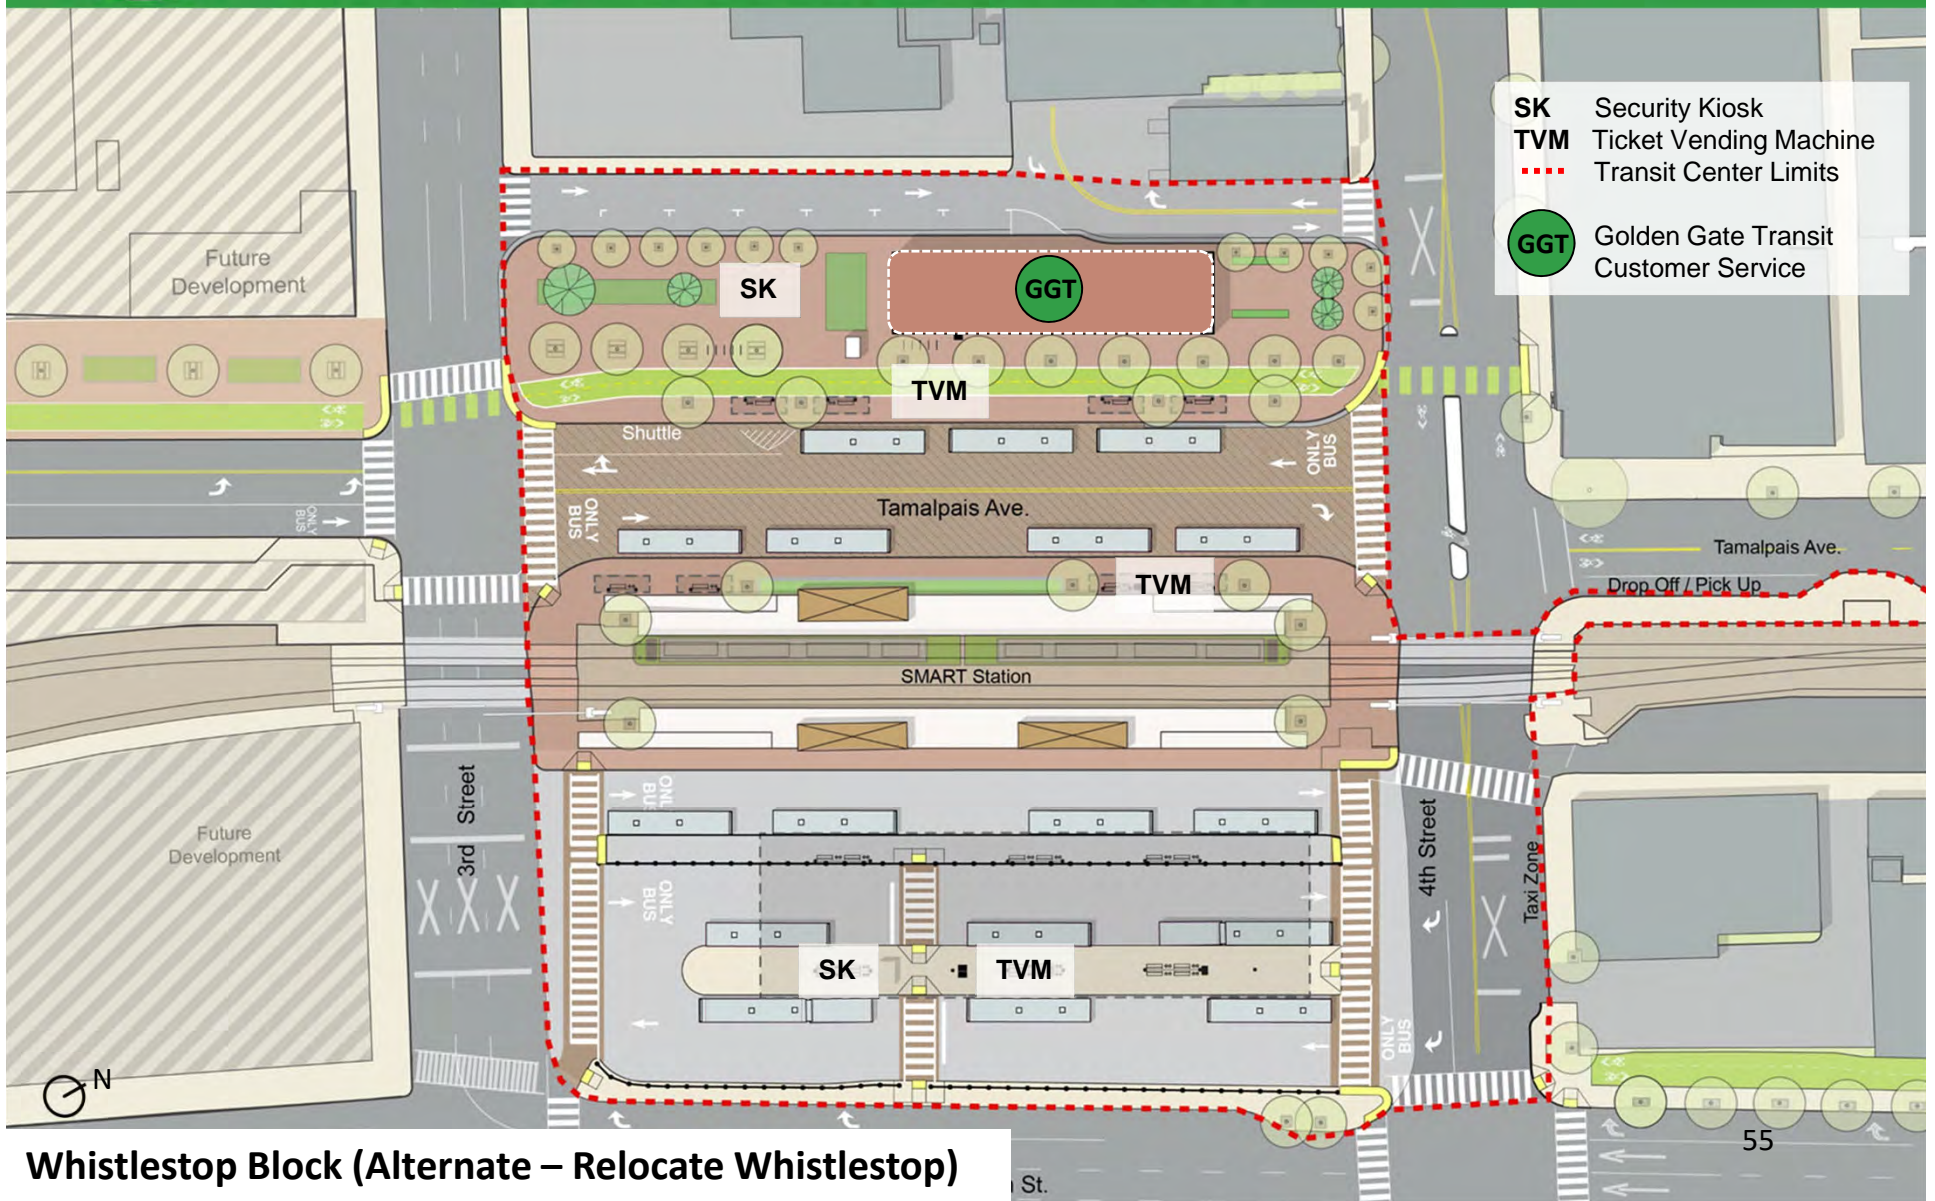 SK Security Kiosk
TVM Ticket Vending Machine
Transit Center Limits
GGT Golden Gate Transit
Customer Service
Future
Development
SK
GGT
TVM
Shuttle
ONLY
BUS
Tamalpais Ave.
ONLY
BUS
ONLY
BUS
Tamalpais Ave.
Drop Off / Pick Up
TVM
SMART Station
3rd Street
Future
Development
ONLY
BUS
ONLY
BUS
4th Street
Taxi Zone
SK
TVM
ONLY
BUS
N
55
Whistlestop Block (Alternate – Relocate Whistlestop)
St.